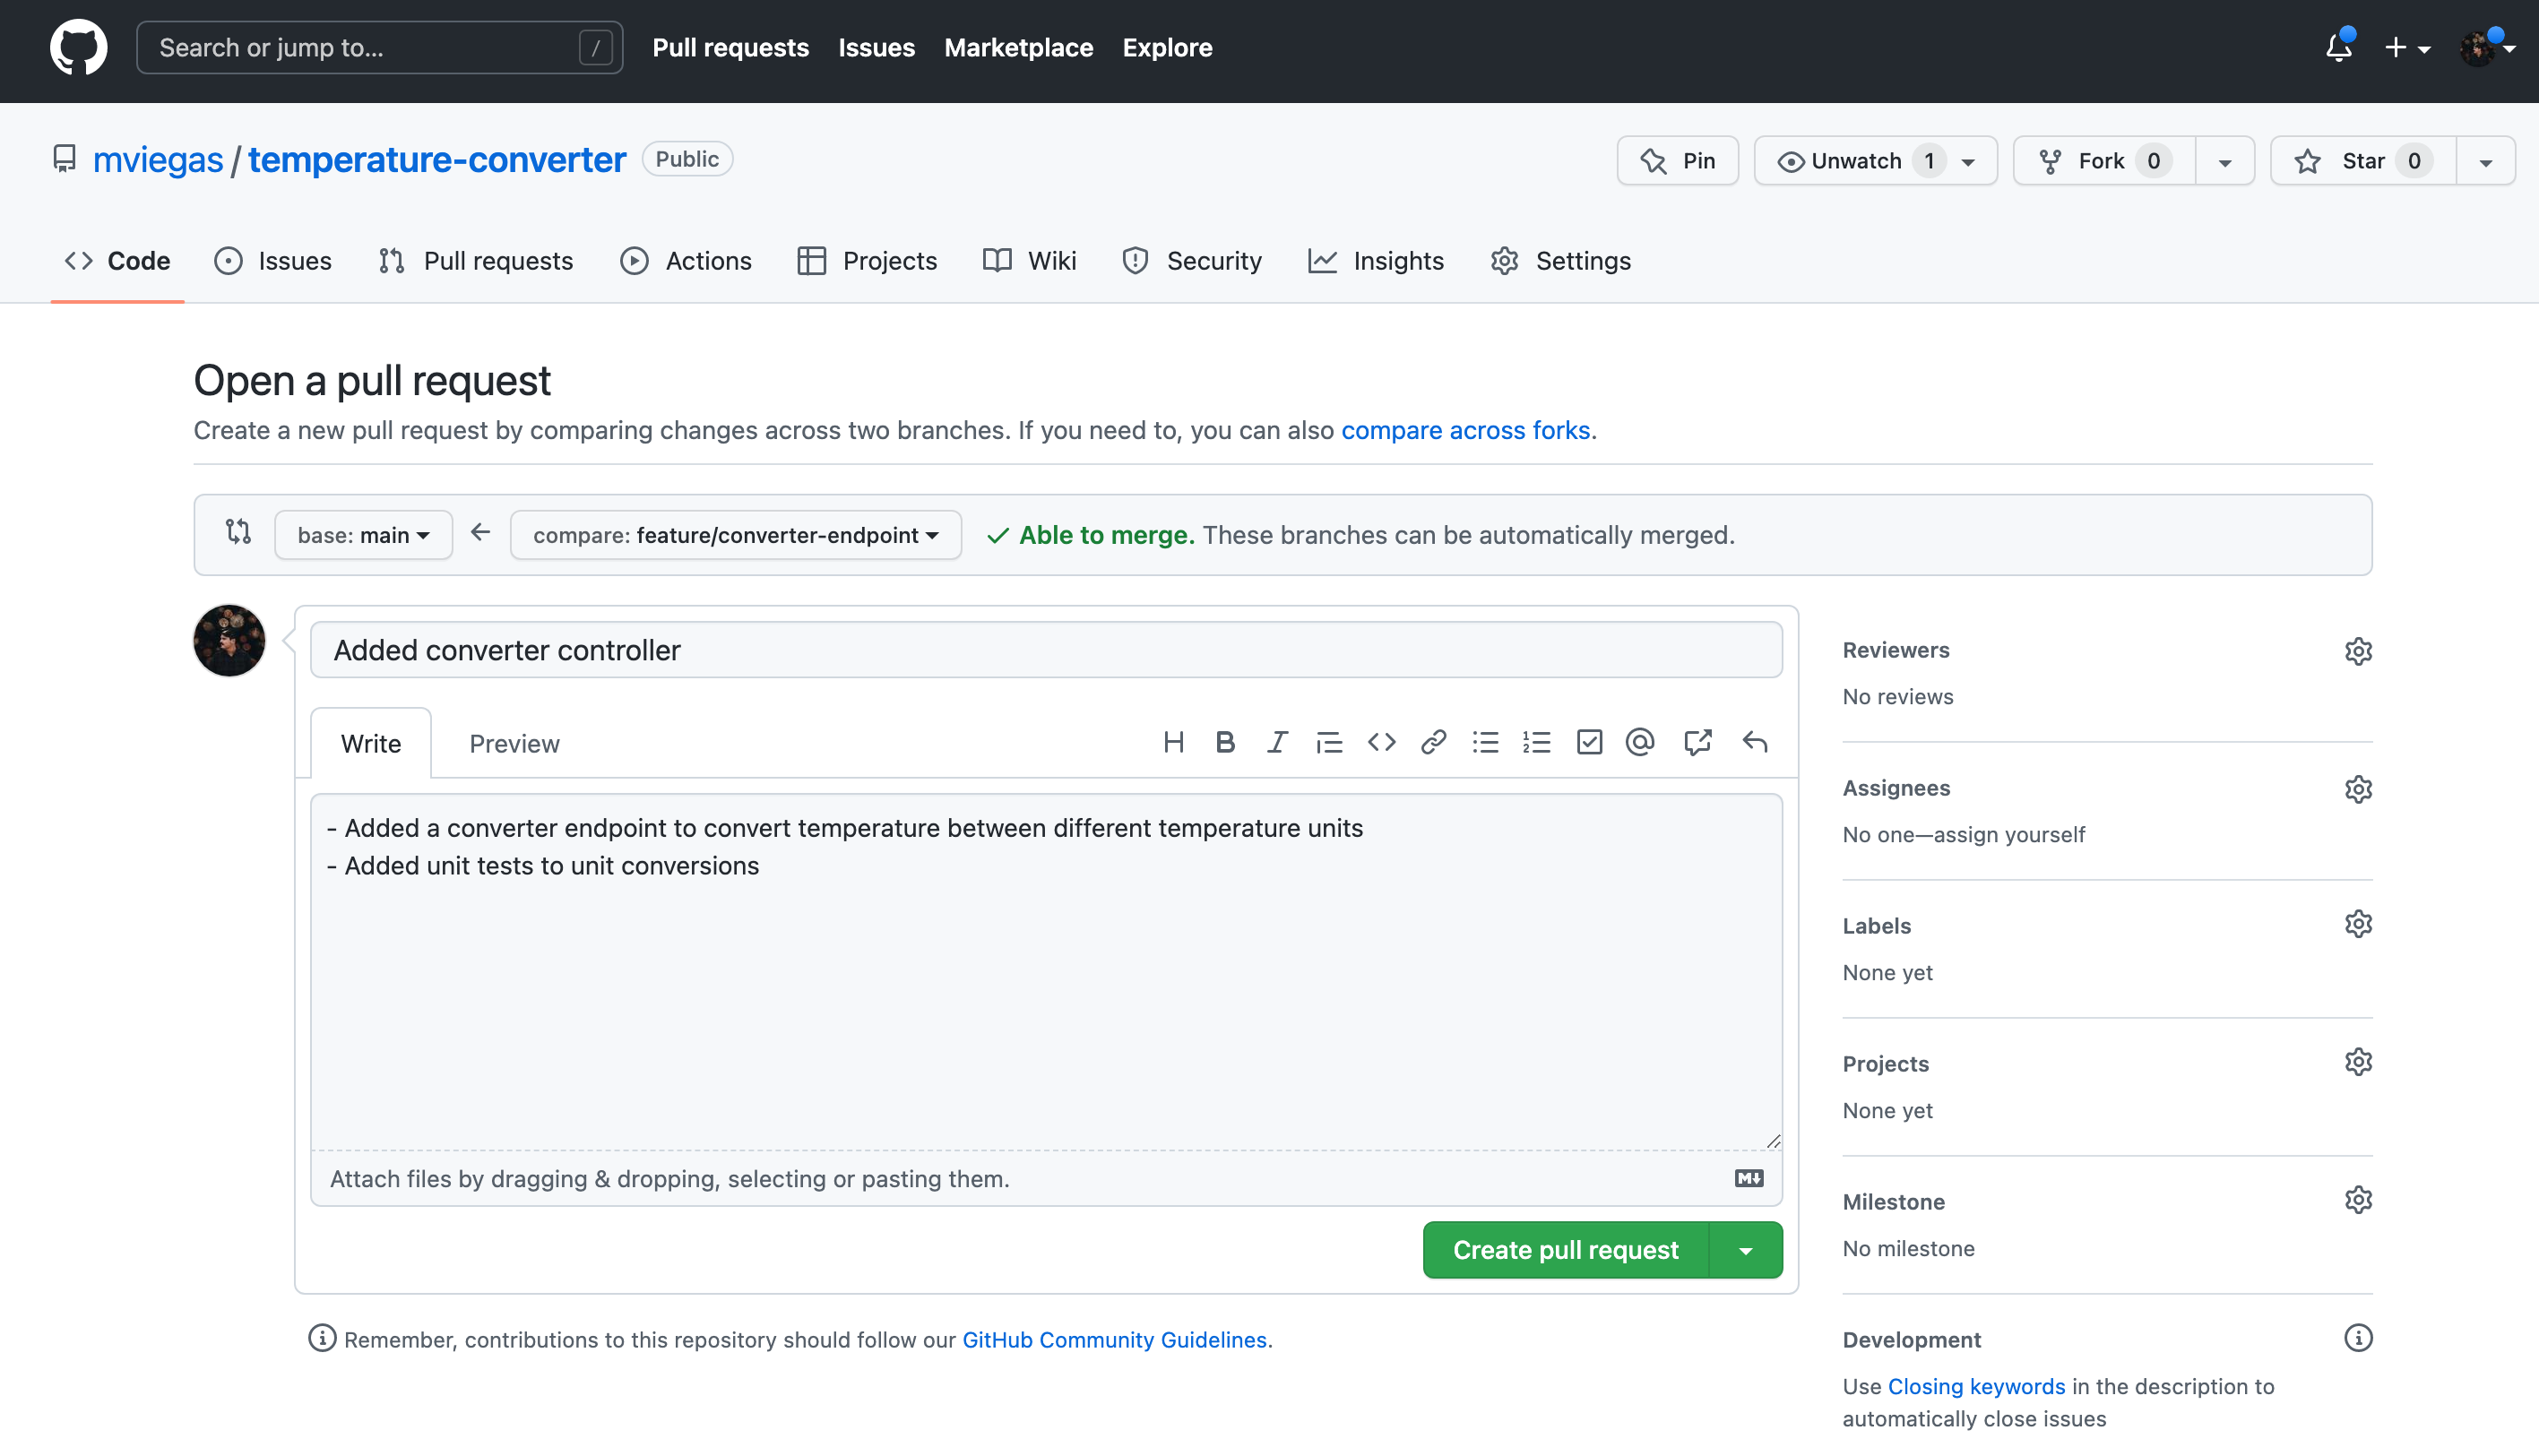 Search or jump to... /
Pull requests
Issues
Marketplace
Explore
mviegas / temperature-converter
Public
Pin
Unwatch 1
Fork 0
Star 0
Code
Issues
Pull requests
Actions
Projects
Wiki
Security
Insights
Settings
Open a pull request
Create a new pull request by comparing changes across two branches. If you need to, you can also compare across forks.
base: main
compare: feature/converter-endpoint
Able to merge. These branches can be automatically merged.
Added converter controller
Write
Preview
- Added a converter endpoint to convert temperature between different temperature units
- Added unit tests to unit conversions
Attach files by dragging & dropping, selecting or pasting them.
Create pull request
Remember, contributions to this repository should follow our GitHub Community Guidelines.
Reviewers
No reviews
Assignees
No one—assign yourself
Labels
None yet
Projects
None yet
Milestone
No milestone
Development
Use Closing keywords in the description to
automatically close issues